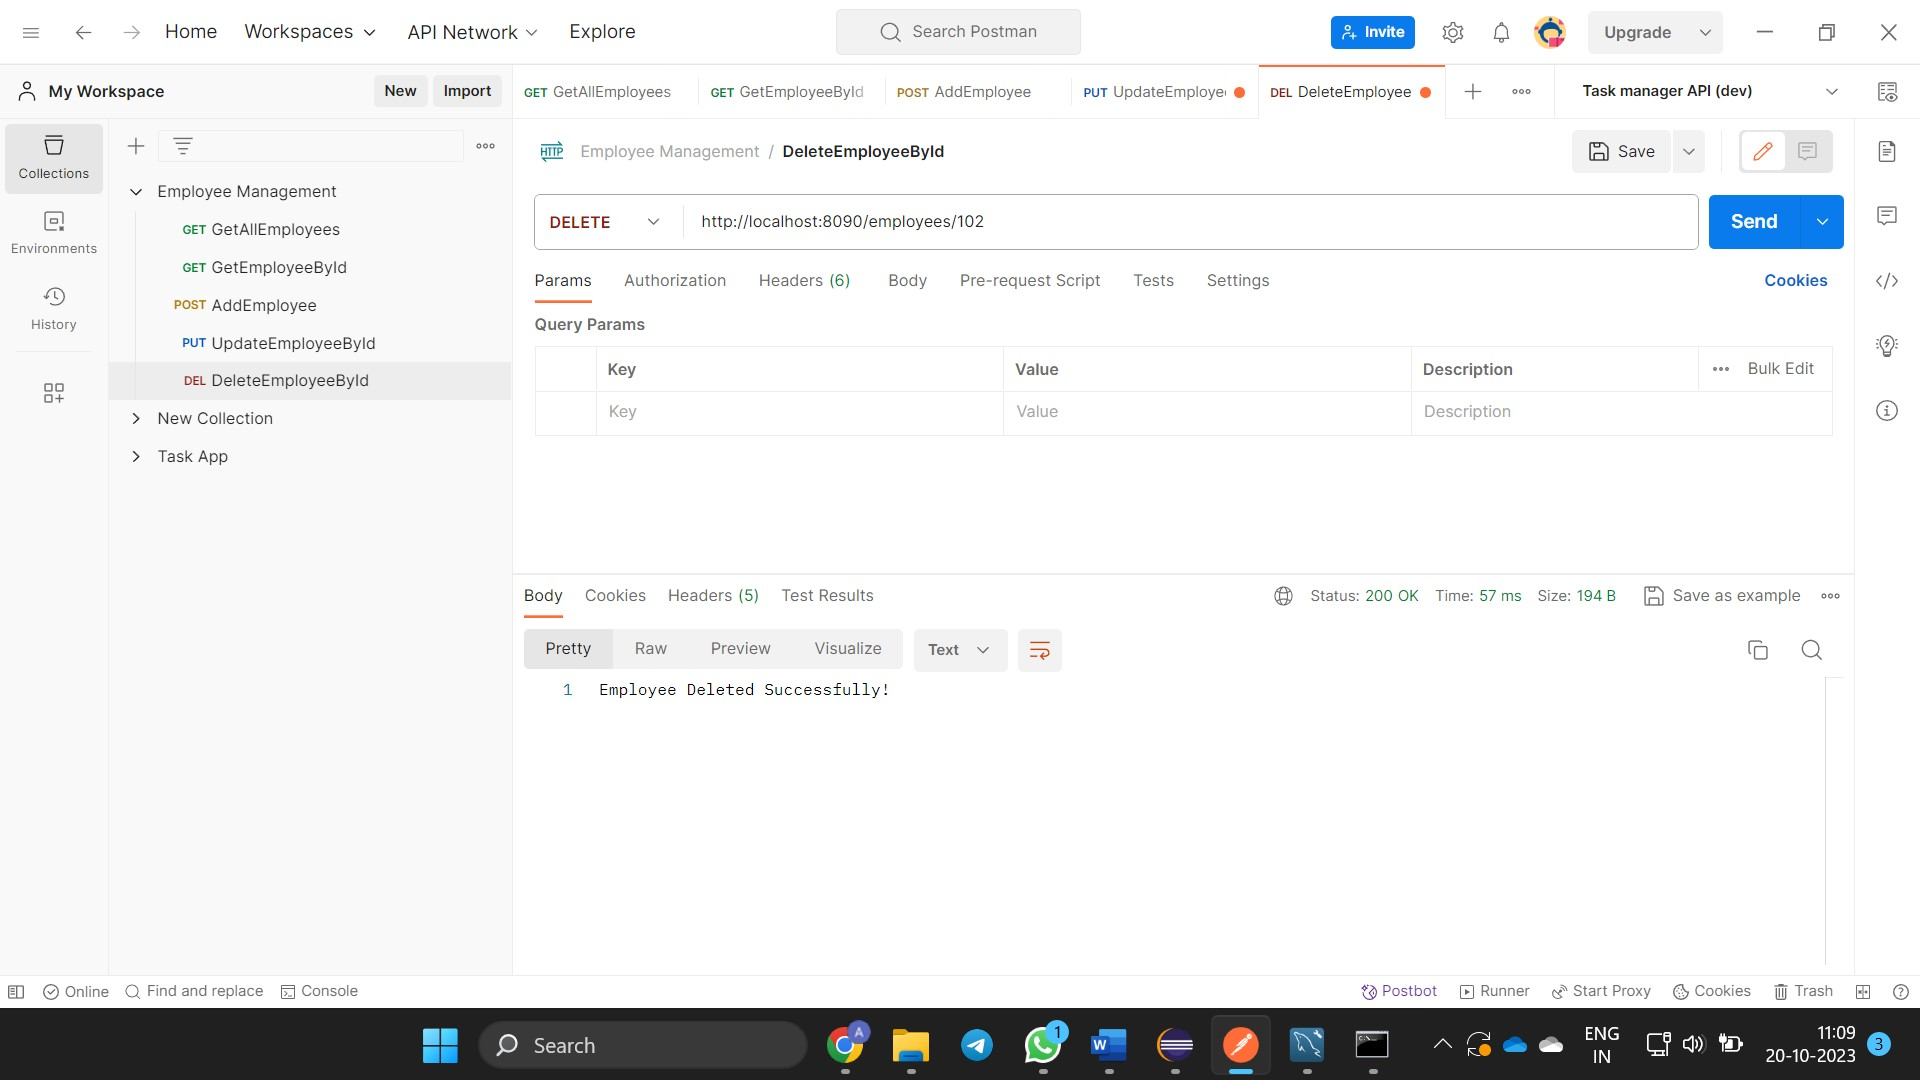 Home Workspaces API Network Explore Search Postman Invite Upgrade
My Workspace New Import GET GetAllEmployees GET GetEmployeeById POST AddEmployee PUT UpdateEmploye DEL DeleteEmployee Task manager API (dev)
Collections
Environments
History
Employee Management
GET GetAllEmployees
GET GetEmployeeById
POST AddEmployee
PUT UpdateEmployeeById
DEL DeleteEmployeeById
New Collection
Task App
HTTP Employee Management / DeleteEmployeeById Save
DELETE http://localhost:8090/employees/102 Send
Params Authorization Headers (6) Body Pre-request Script Tests Settings Cookies
Query Params
Key Value Description Bulk Edit
Key Value Description
Body Cookies Headers (5) Test Results Status: 200 OK Time: 57 ms Size: 194 B Save as example
Pretty Raw Preview Visualize Text
1 Employee Deleted Successfully!
Online Find and replace Console Postbot Runner Start Proxy Cookies Trash
Search A 1 W ENG 11:09 3
IN 20-10-2023